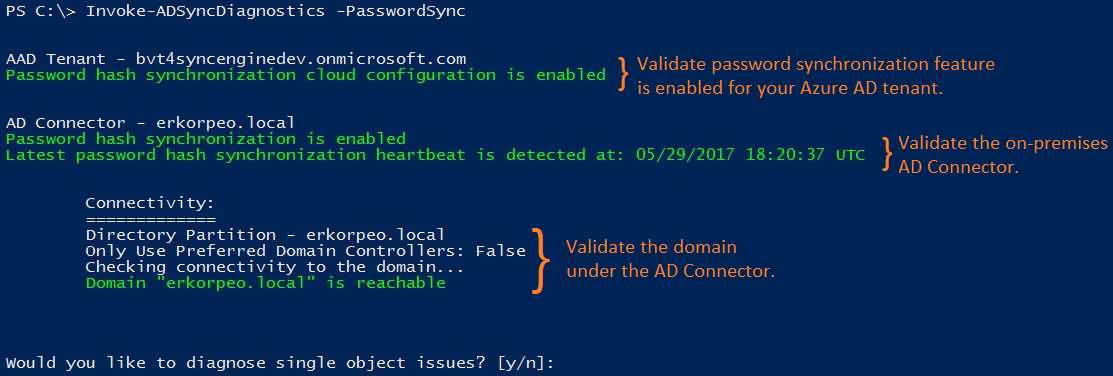 PS C:\> Invoke-ADSyncDiagnostics -PasswordSync
AAD Tenant - bvt4syncenginedev.onmicrosoft.com
Password hash synchronization cloud configuration is enabled
Validate password synchronization feature
is enabled for your Azure AD tenant.
AD Connector - erkorpeo.local
Password hash synchronization is enabled
Latest password hash synchronization heartbeat is detected at: 05/29/2017 18:20:37 UTC
Validate the on-premises
AD Connector.
Connectivity:
=============
Directory Partition - erkorpeo.local
Only Use Preferred Domain Controllers: False
Checking connectivity to the domain...
Domain "erkorpeo.local" is reachable
Validate the domain
under the AD Connector.
Would you like to diagnose single object issues? [y/n]: